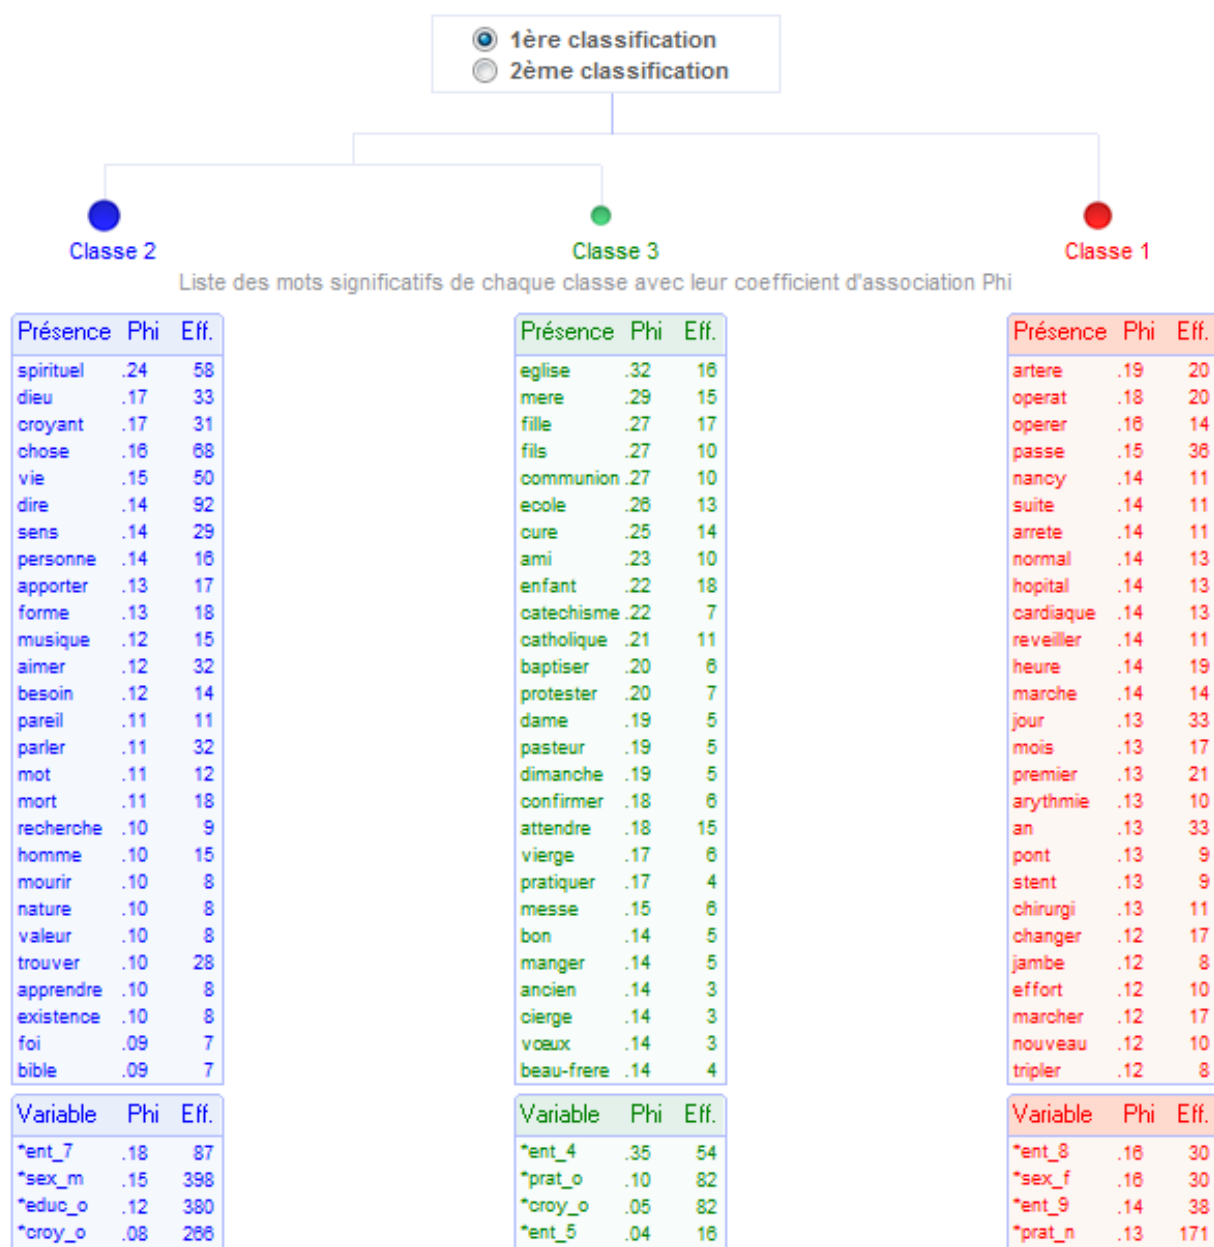 1ère classification
2ème classification
Classe 2
Classe 3
Classe 1
Liste des mots significatifs de chaque classe avec leur coefficient d'association Phi
Présence Phi Eff.
spirituel .24 58
dieu .17 33
croyant .17 31
chose .16 68
vie .15 50
dire .14 92
sens .14 29
personne .14 16
apporter .13 17
forme .13 18
musique .12 15
aimer .12 32
besoin .12 14
pareil .11 11
parler .11 32
mot .11 12
mort .11 18
recherche .10 9
homme .10 15
mourir .10 8
nature .10 8
valeur .10 8
trouver .10 28
apprendre .10 8
existence .10 8
foi .09 7
bible .09 7
Variable Phi Eff.
*ent_7 .18 87
*sex_m .15 398
*educ_o .12 380
*croy_o .08 266
Présence Phi Eff.
eglise .32 16
mere .29 15
fille .27 17
fils .27 10
communion .27 10
ecole .26 13
cure .25 14
ami .23 10
enfant .22 18
catechisme .22 7
catholique .21 11
baptiser .20 6
protester .20 7
dame .19 5
pasteur .19 5
dimanche .19 5
confirmer .18 6
attendre .18 15
vierge .17 6
pratiquer .17 4
messe .15 6
bon .14 5
manger .14 5
ancien .14 3
cierge .14 3
vœux .14 3
beau-frere .14 4
Variable Phi Eff.
*ent_4 .35 54
*prat_o .10 82
*croy_o .05 82
*ent_5 .04 16
Présence Phi Eff.
artere .19 20
operat .18 20
operer .16 14
passe .15 36
nancy .14 11
suite .14 11
arrete .14 11
normal .14 13
hopital .14 13
cardiaque .14 13
reveiller .14 11
heure .14 19
marche .14 14
jour .13 33
mois .13 17
premier .13 21
arythmie .13 10
an .13 33
pont .13 9
stent .13 9
chirurgi .13 11
changer .12 17
jambe .12 8
effort .12 10
marcher .12 17
nouveau .12 10
tripler .12 8
Variable Phi Eff.
*ent_8 .16 30
*sex_f .16 30
*ent_9 .14 38
*prat_n .13 171